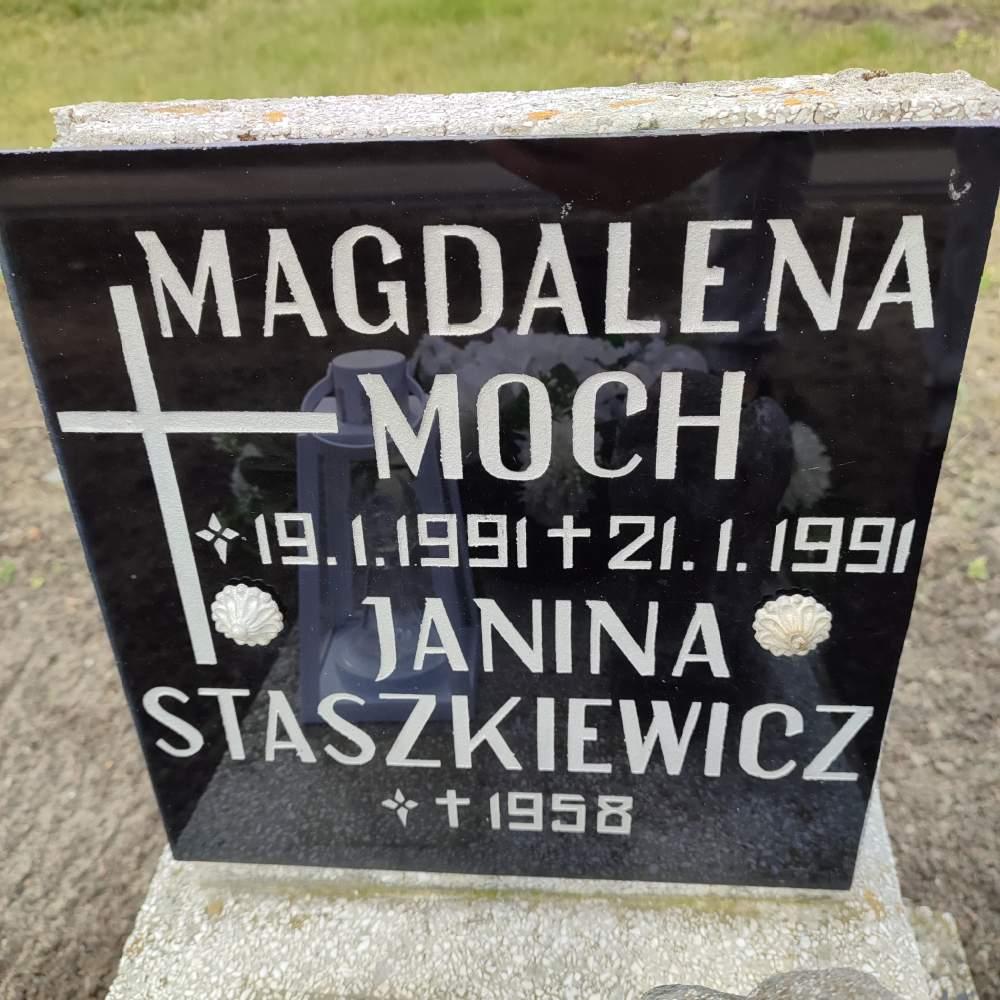 MAGDALENA
MOCH
✧ 19.1.1991 † 21.1.1991
JANINA
STASZKIEWICZ
✧ † 1958